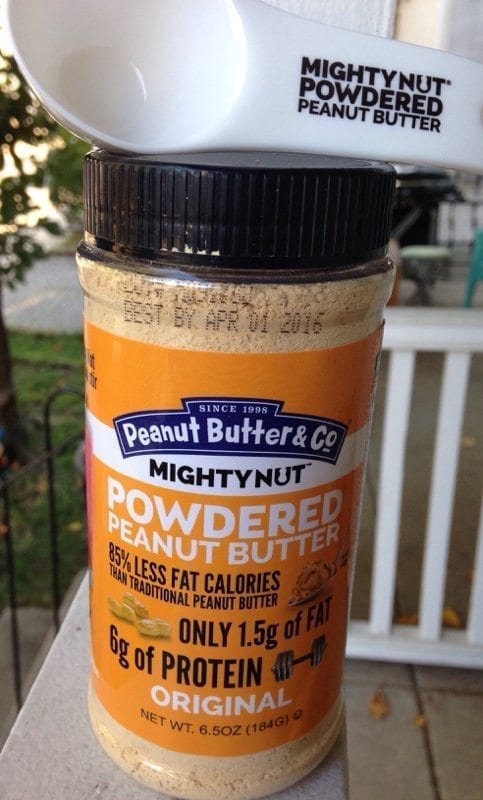 MIGHTYNUT®
POWDERED
PEANUT BUTTER
BEST BY APR 01 2016
SINCE 1998
Peanut Butter & Co®
MIGHTYNUT™
POWDERED
PEANUT BUTTER
85% LESS FAT CALORIES
THAN TRADITIONAL PEANUT BUTTER
ONLY 1.5g of FAT
6g of PROTEIN
ORIGINAL
NET WT. 6.5OZ (184G)